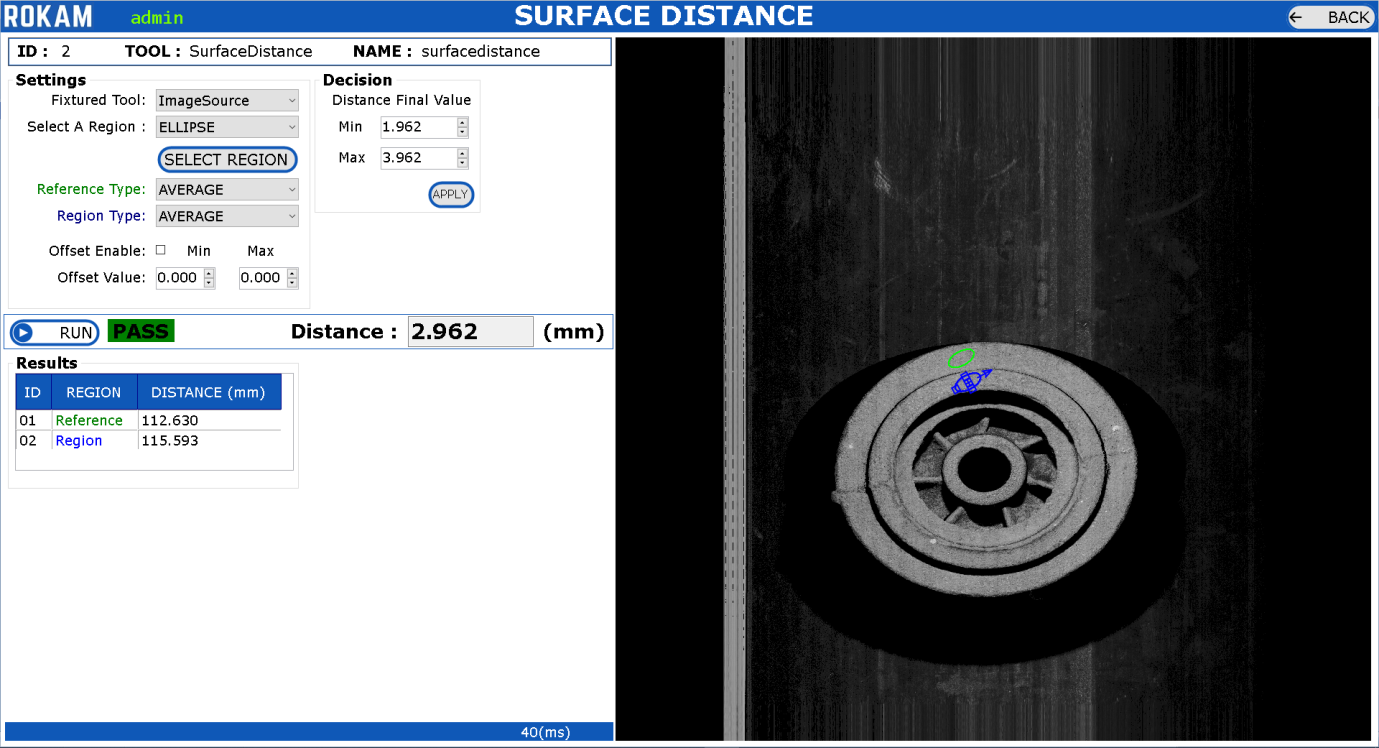 ROKAM admin SURFACE DISTANCE BACK
ID : 2 TOOL : SurfaceDistance NAME : surfacedistance
Settings
Fixtured Tool: ImageSource
Select A Region : ELLIPSE
SELECT REGION
Reference Type: AVERAGE
Region Type: AVERAGE
Offset Enable: Min Max
Offset Value: 0.000 0.000
Decision
Distance Final Value
Min 1.962
Max 3.962
APPLY
RUN PASS Distance : 2.962 (mm)
Results
ID REGION DISTANCE (mm)
01 Reference 112.630
02 Region 115.593
40(ms)